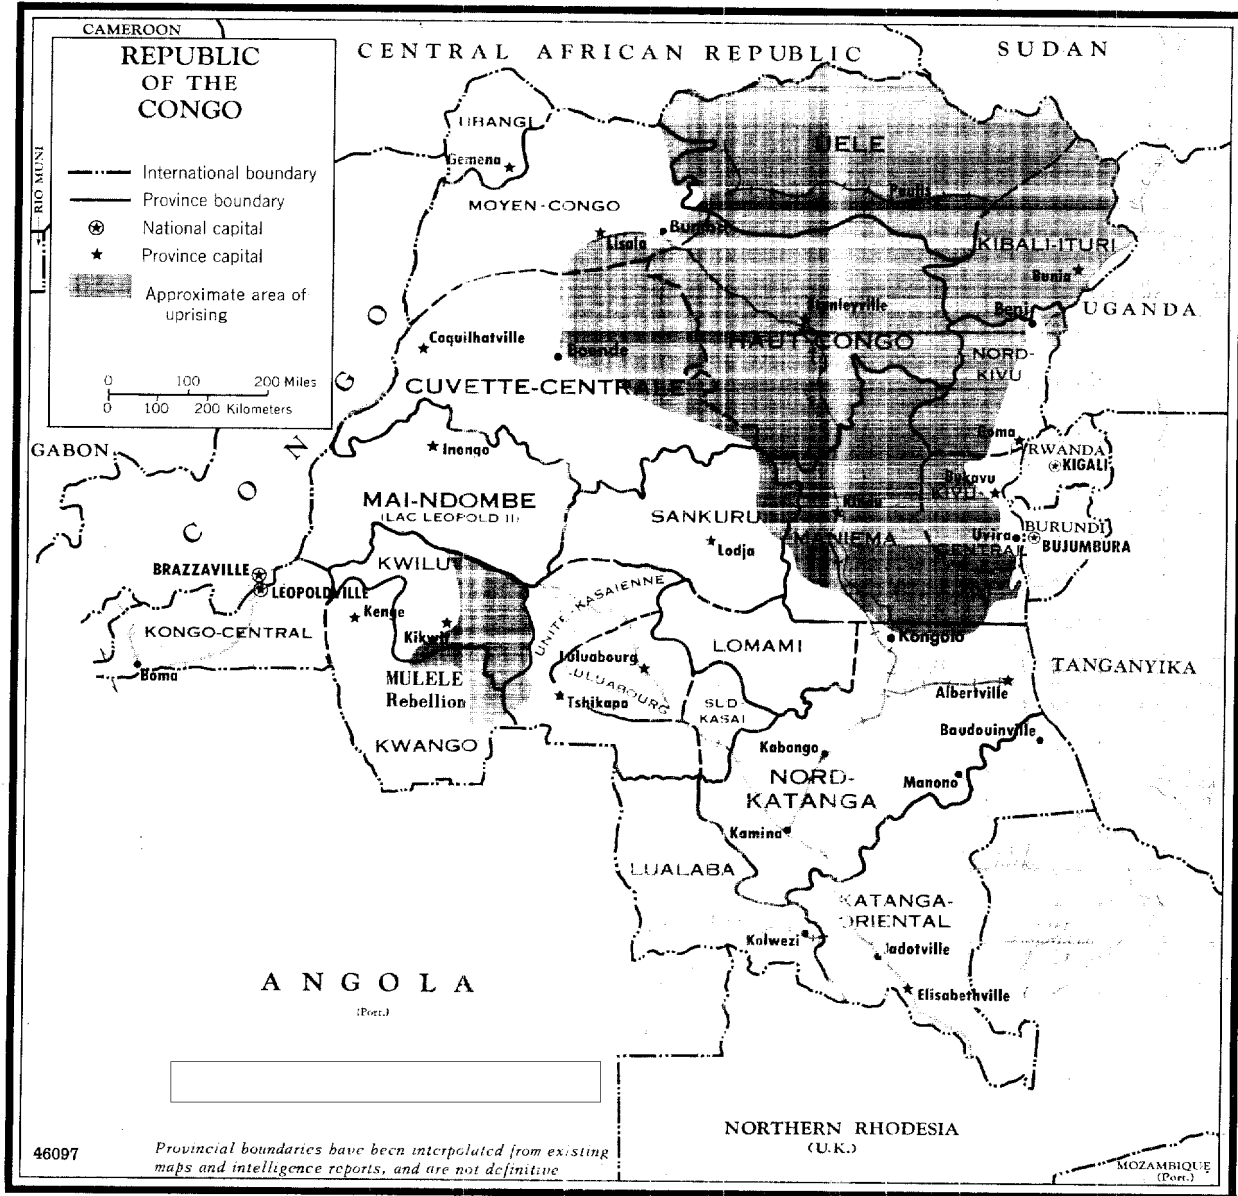 CAMEROON
REPUBLIC
OF THE
CONGO
International boundary
Province boundary
National capital
Province capital
Approximate area of
uprising
0 100 200 Miles
0 100 200 Kilometers
CENTRAL AFRICAN REPUBLIC
SUDAN
RIO MUNI
UBANGI
Gemena
MOYEN-CONGO
Lisala
UELE
Paulis
KIBALI-ITURI
Bunia
Beni
UGANDA
Stanleyville
HAUT-CONGO
NORD-
KIVU
Coquilhatville
Boende
CUVETTE-CENTRALE
CONGO
GABON
Inongo
Goma
RWANDA
KIGALI
MAI-NDOMBE
(LAC LEOPOLD II)
SANKURU
Lodja
Kindu
MANIEMA
Bukavu
KIVU
CENTRAL
Uvira
BURUNDI
BUJUMBURA
BRAZZAVILLE
LEOPOLDVILLE
KWILU
Kenge
Kikwit
KONGO-CENTRAL
Boma
UNITE-KASAIENNE
LOMAMI
Kongolo
Luluabourg
LULUABOURG
Tshikapa
SUD
KASAI
MULELE
Rebellion
KWANGO
TANGANYIKA
Albertville
Baudouinville
Kabongo
Manono
NORD-
KATANGA
Kamina
LUALABA
KATANGA-
ORIENTAL
Kolwezi
Jadotville
Elisabethville
ANGOLA
(Port.)
NORTHERN RHODESIA
(U.K.)
MOZAMBIQUE
(Port.)
46097
Provincial boundaries have been interpolated from existing
maps and intelligence reports, and are not definitive